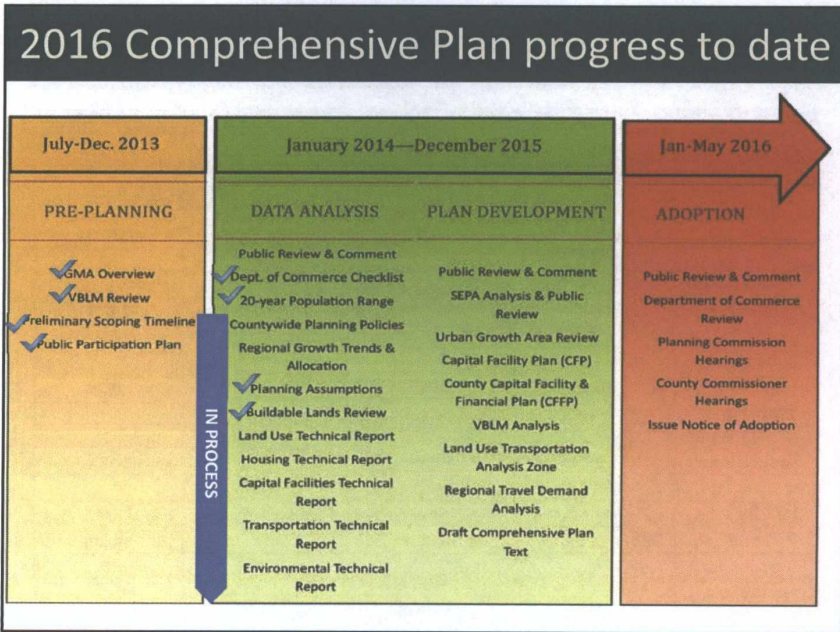 2016 Comprehensive Plan progress to date
July-Dec. 2013
PRE-PLANNING
GMA Overview
VBLM Review
Preliminary Scoping Timeline
Public Participation Plan
IN PROCESS
January 2014—December 2015
DATA ANALYSIS
Public Review & Comment
Dept. of Commerce Checklist
20-year Population Range
Countywide Planning Policies
Regional Growth Trends &
Allocation
Planning Assumptions
Buildable Lands Review
Land Use Technical Report
Housing Technical Report
Capital Facilities Technical
Report
Transportation Technical
Report
Environmental Technical
Report
PLAN DEVELOPMENT
Public Review & Comment
SEPA Analysis & Public
Review
Urban Growth Area Review
Capital Facility Plan (CFP)
County Capital Facility &
Financial Plan (CFFP)
VBLM Analysis
Land Use Transportation
Analysis Zone
Regional Travel Demand
Analysis
Draft Comprehensive Plan
Text
Jan-May 2016
ADOPTION
Public Review & Comment
Department of Commerce
Review
Planning Commission
Hearings
County Commissioner
Hearings
Issue Notice of Adoption